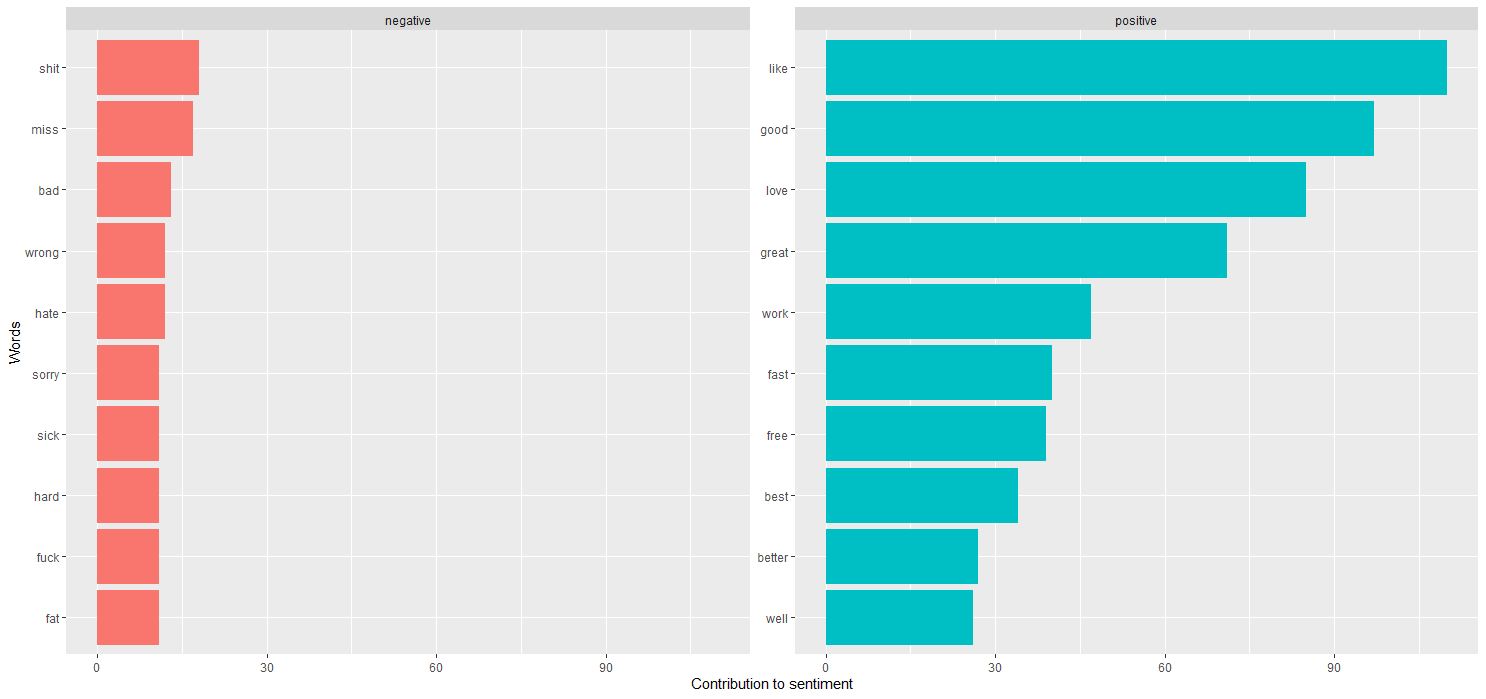 negative
shit
miss
bad
wrong
hate
sorry
sick
hard
fuck
fat
0 30 60 90
positive
like
good
love
great
work
fast
free
best
better
well
0 30 60 90
Words
Contribution to sentiment